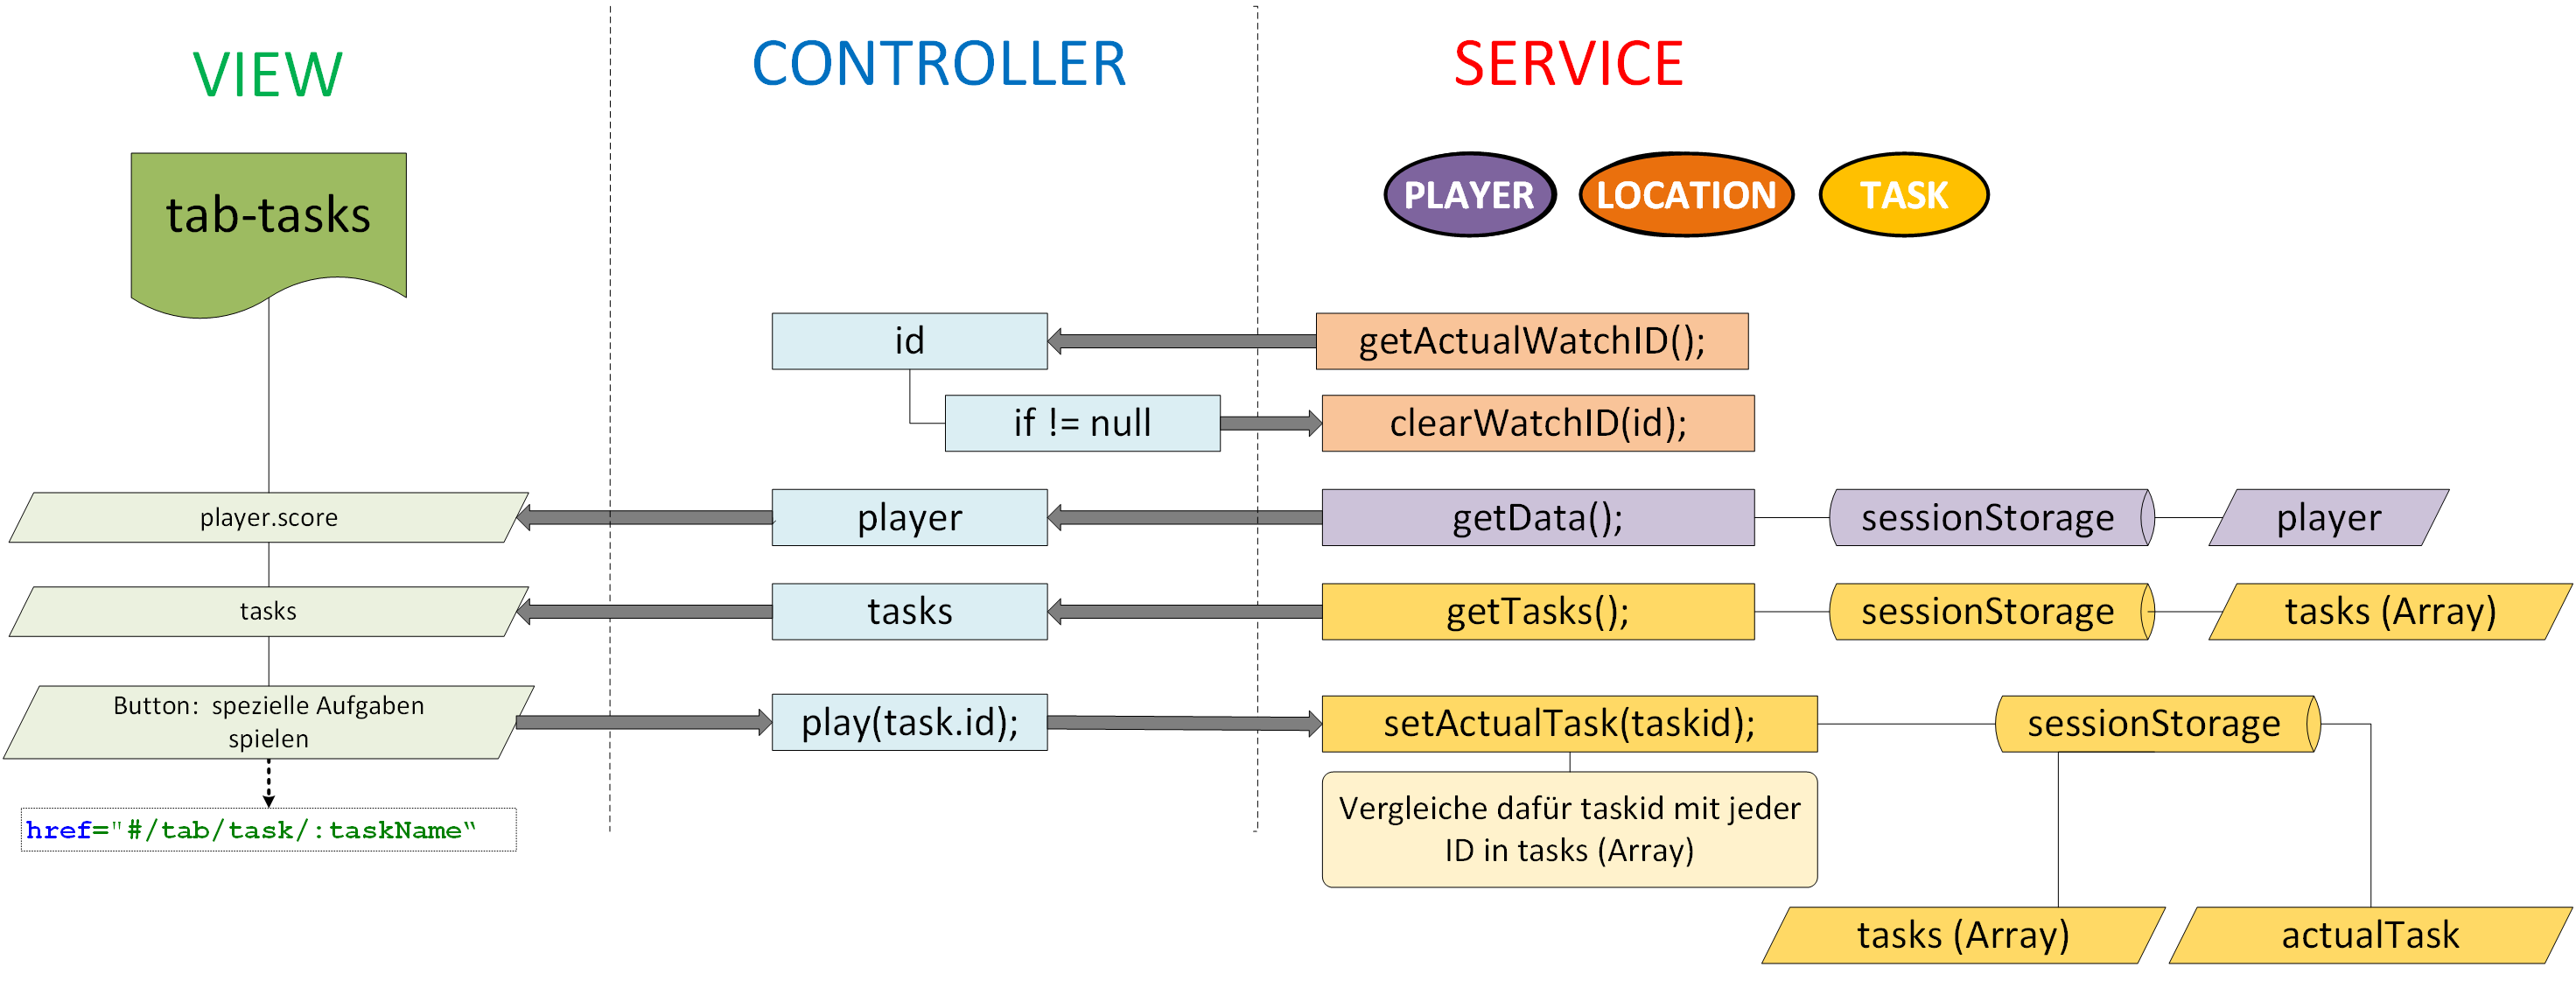 VIEW
CONTROLLER
SERVICE
tab-tasks
PLAYER
LOCATION
TASK
id
getActualWatchID();
if != null
clearWatchID(id);
player.score
player
getData();
sessionStorage
player
tasks
tasks
getTasks();
sessionStorage
tasks (Array)
Button: spezielle Aufgaben
spielen
play(task.id);
setActualTask(taskid);
sessionStorage
href="#/tab/task/:taskName“
Vergleiche dafür taskid mit jeder
ID in tasks (Array)
tasks (Array)
actualTask